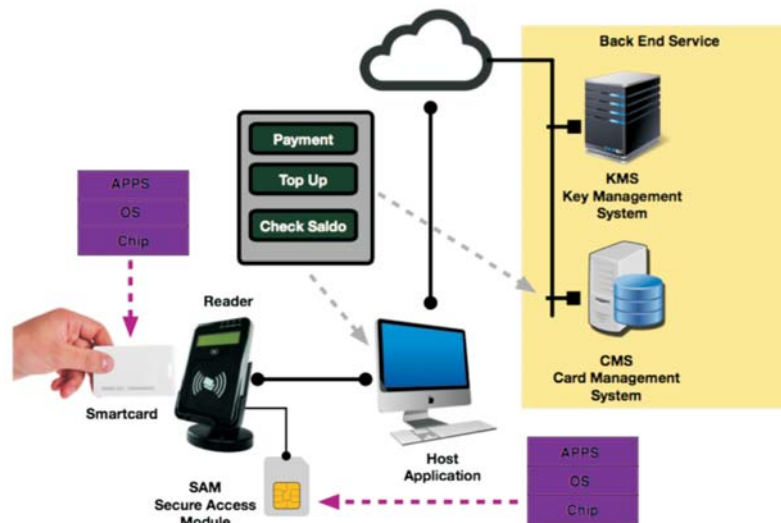 Back End Service
Payment
Top Up
Check Saldo
KMS
Key Management
System
APPS
OS
Chip
Reader
Smartcard
CMS
Card Management
System
Host
Application
SAM
Secure Access
Module
APPS
OS
Chip